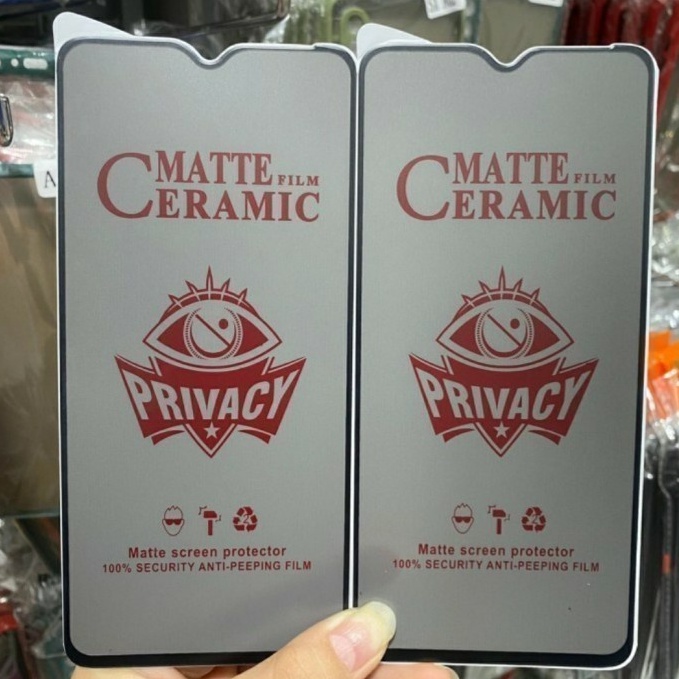 A
MATTE FILM
CERAMIC
PRIVACY
Matte screen protector
100% SECURITY ANTI-PEEPING FILM
MATTE FILM
CERAMIC
PRIVACY
Matte screen protector
100% SECURITY ANTI-PEEPING FILM